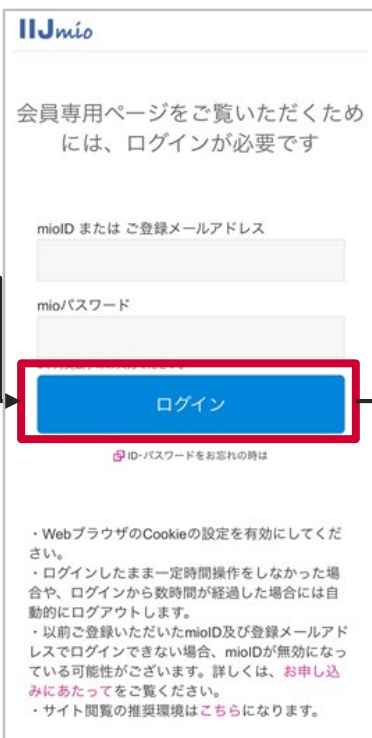 IIJmio
会員専用ページをご覧いただくため
には、ログインが必要です
mioID または ご登録メールアドレス
mioパスワード
ログイン
ID・パスワードをお忘れの時は
・WebブラウザのCookieの設定を有効にしてくだ
さい。
・ログインしたまま一定時間操作をしなかった場
合や、ログインから数時間が経過した場合には自
動的にログアウトします。
・以前ご登録いただいたmioID及び登録メールアド
レスでログインできない場合、mioIDが無効になっ
ている可能性がございます。詳しくは、お申し込
みにあたってをご覧ください。
・サイト閲覧の推奨環境はこちらになります。